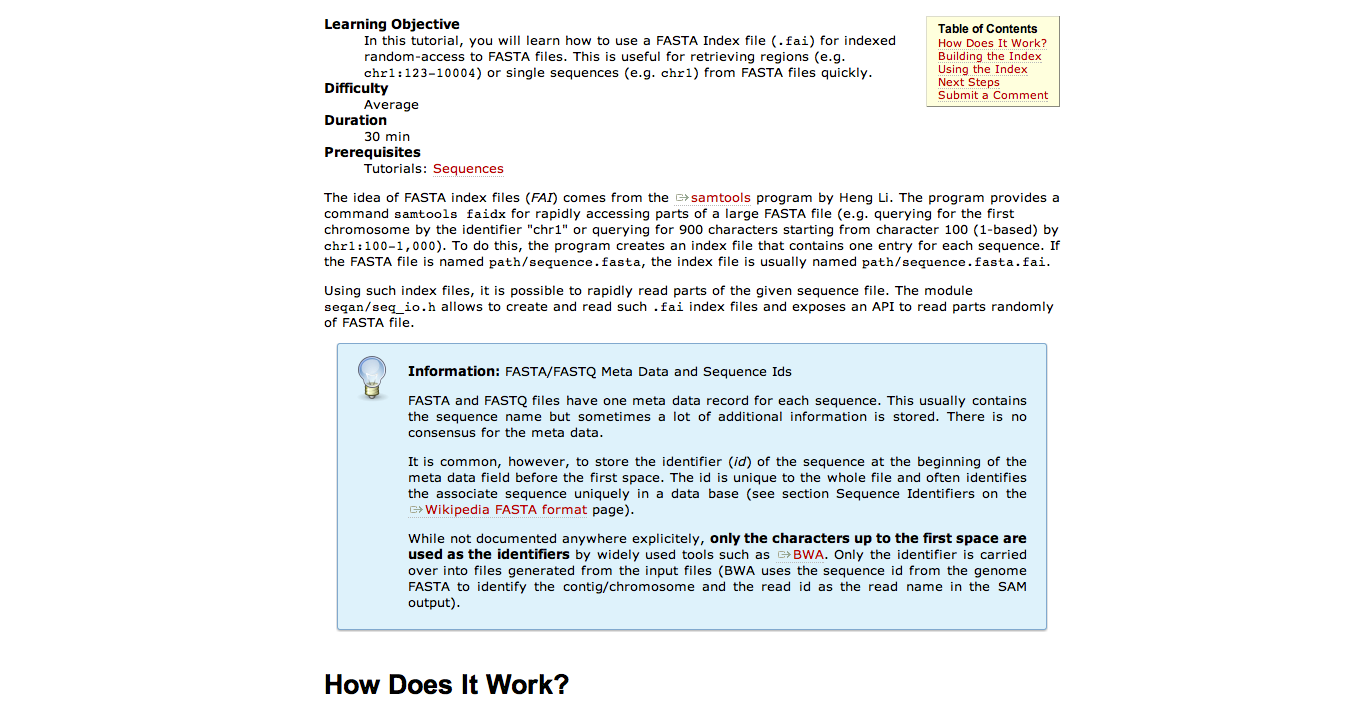 Learning Objective
In this tutorial, you will learn how to use a FASTA Index file (.fai) for indexed
random-access to FASTA files. This is useful for retrieving regions (e.g.
chr1:123-10004) or single sequences (e.g. chr1) from FASTA files quickly.
Difficulty
Average
Duration
30 min
Prerequisites
Tutorials: Sequences
Table of Contents
How Does It Work?
Building the Index
Using the Index
Next Steps
Submit a Comment
The idea of FASTA index files (FAI) comes from the samtools program by Heng Li. The program provides a
command samtools faidx for rapidly accessing parts of a large FASTA file (e.g. querying for the first
chromosome by the identifier "chr1" or querying for 900 characters starting from character 100 (1-based) by
chr1:100-1,000). To do this, the program creates an index file that contains one entry for each sequence. If
the FASTA file is named path/sequence.fasta, the index file is usually named path/sequence.fasta.fai.
Using such index files, it is possible to rapidly read parts of the given sequence file. The module
seqan/seq_io.h allows to create and read such .fai index files and exposes an API to read parts randomly
of FASTA file.
Information: FASTA/FASTQ Meta Data and Sequence Ids
FASTA and FASTQ files have one meta data record for each sequence. This usually contains
the sequence name but sometimes a lot of additional information is stored. There is no
consensus for the meta data.
It is common, however, to store the identifier (id) of the sequence at the beginning of the
meta data field before the first space. The id is unique to the whole file and often identifies
the associate sequence uniquely in a data base (see section Sequence Identifiers on the
Wikipedia FASTA format page).
While not documented anywhere explicitely, only the characters up to the first space are
used as the identifiers by widely used tools such as BWA. Only the identifier is carried
over into files generated from the input files (BWA uses the sequence id from the genome
FASTA to identify the contig/chromosome and the read id as the read name in the SAM
output).
How Does It Work?